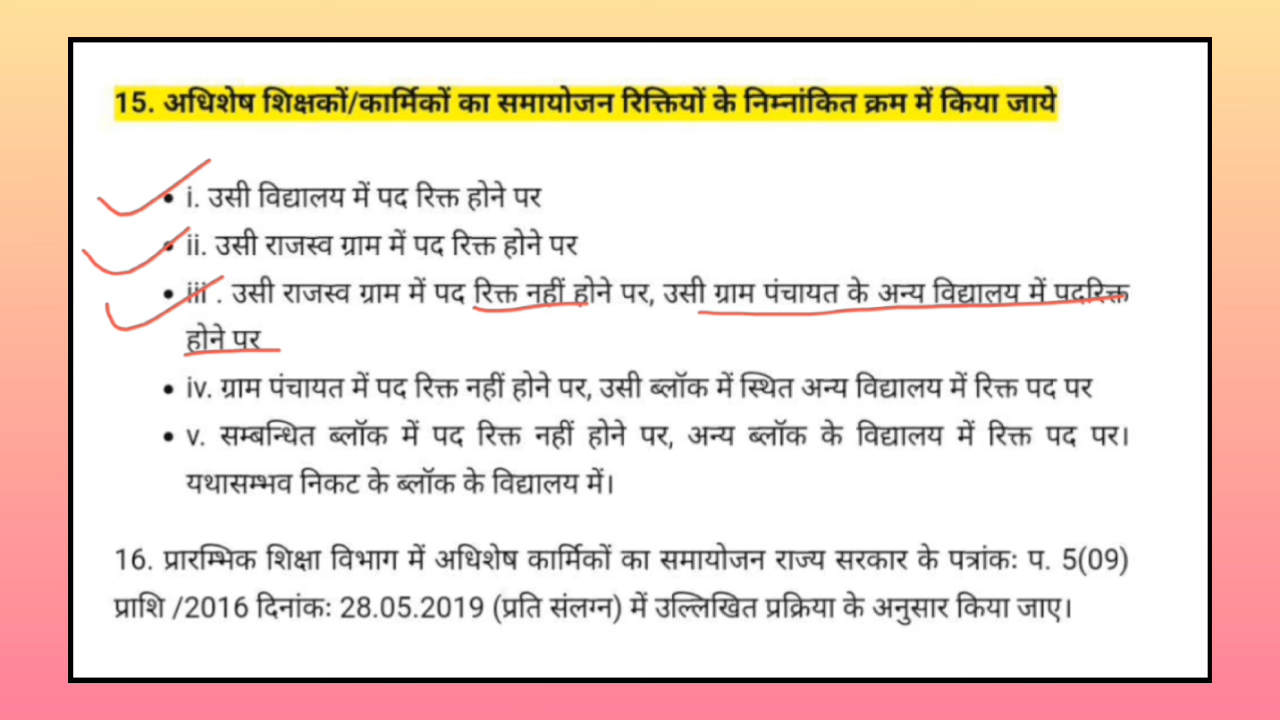 15. अधिशेष शिक्षकों/कार्मिकों का समायोजन रिक्तियों के निम्नांकित क्रम में किया जाये
• i. उसी विद्यालय में पद रिक्त होने पर
• ii. उसी राजस्व ग्राम में पद रिक्त होने पर
• iii . उसी राजस्व ग्राम में पद रिक्त नहीं होने पर, उसी ग्राम पंचायत के अन्य विद्यालय में पदरिक्त
होने पर
• iv. ग्राम पंचायत में पद रिक्त नहीं होने पर, उसी ब्लॉक में स्थित अन्य विद्यालय में रिक्त पद पर
• v. सम्बन्धित ब्लॉक में पद रिक्त नहीं होने पर, अन्य ब्लॉक के विद्यालय में रिक्त पद पर।
यथासम्भव निकट के ब्लॉक के विद्यालय में।
16. प्रारम्भिक शिक्षा विभाग में अधिशेष कार्मिकों का समायोजन राज्य सरकार के पत्रांकः प. 5(09)
प्राशि /2016 दिनांकः 28.05.2019 (प्रति संलग्न) में उल्लिखित प्रक्रिया के अनुसार किया जाए।